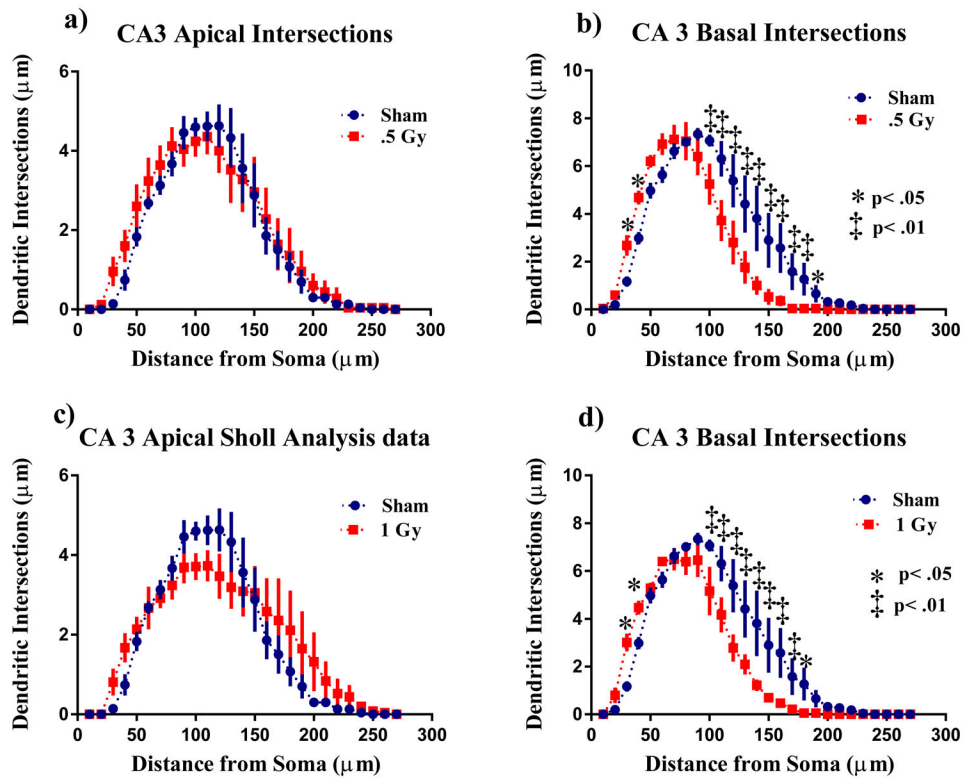 a)
CA3 Apical Intersections
Dendritic Intersections (μm)
6
4
2
0
0
50
100
150
200
250
300
Distance from Soma (μm)
Sham
.5 Gy
b)
CA 3 Basal Intersections
Dendritic Intersections (μm)
10
8
6
4
2
0
0
50
100
150
200
250
300
Distance from Soma (μm)
Sham
.5 Gy
* p< .05
‡ p< .01
* * ‡ ‡ ‡ ‡ ‡ ‡ ‡ ‡ ‡ *
c)
CA 3 Apical Sholl Analysis data
Dendritic Intersections (μm)
6
4
2
0
0
50
100
150
200
250
300
Distance from Soma (μm)
Sham
1 Gy
d)
CA 3 Basal Intersections
Dendritic Intersections (μm)
10
8
6
4
2
0
0
50
100
150
200
250
300
Distance from Soma (μm)
Sham
1 Gy
* p< .05
‡ p< .01
* * ‡ ‡ ‡ ‡ ‡ ‡ ‡ ‡ *